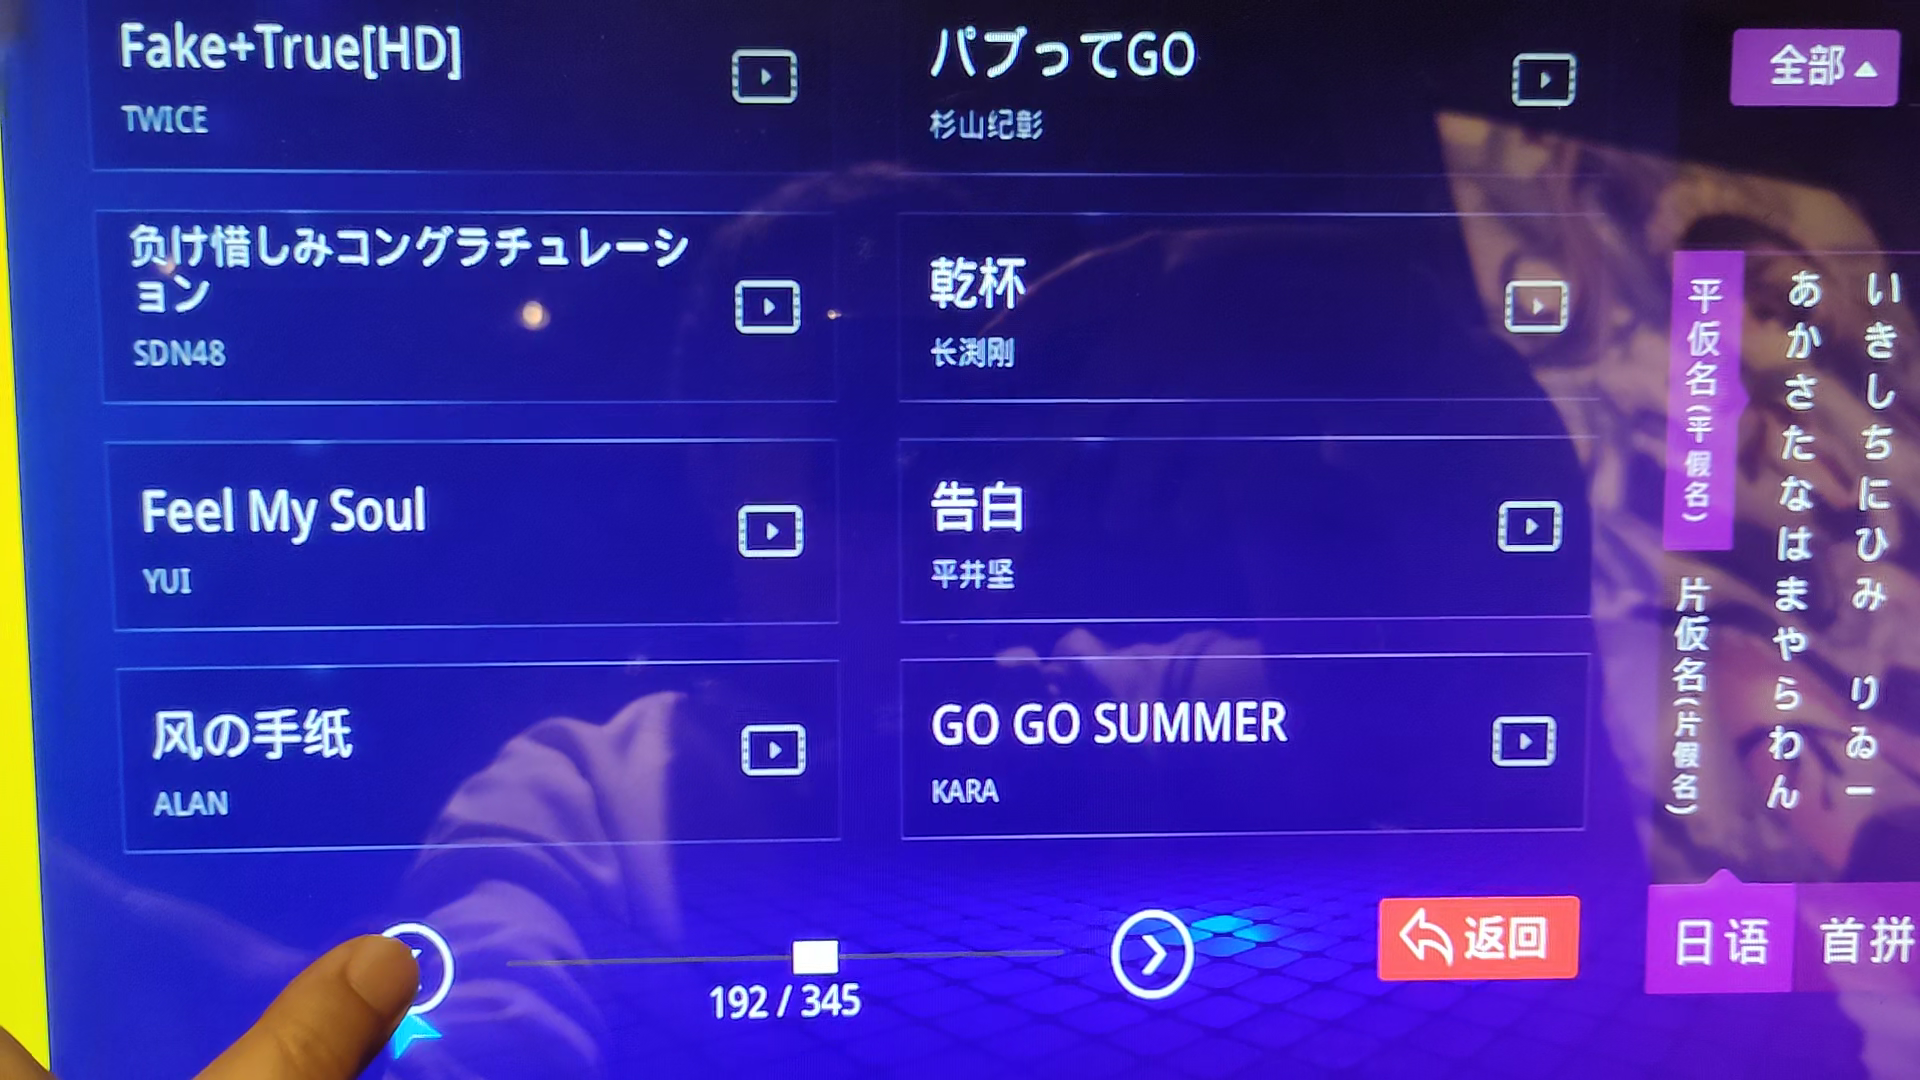 Fake+True[HD]
TWICE
パブってGO
杉山纪彰
负け惜しみコングラチュレーシ
ョン
SDN48
乾杯
长渕刚
Feel My Soul
YUI
告白
平井坚
风の手纸
ALAN
GO GO SUMMER
KARA
192 / 345
返回
全部
平仮名(平假名)
片仮名(片假名)
あかさたなはまやらわん
いきしちにひみ りゐー
日语
首拼